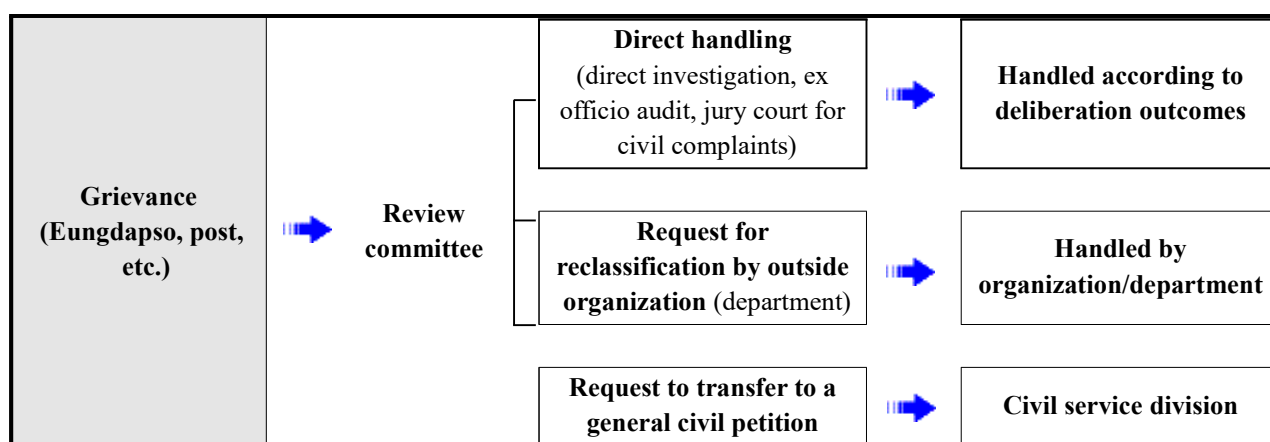 Grievance
(Eungdapso, post,
etc.)
Review
committee
Direct handling
(direct investigation, ex
officio audit, jury court for
civil complaints)
Handled according to
deliberation outcomes
Request for
reclassification by outside
organization (department)
Handled by
organization/department
Request to transfer to a
general civil petition
Civil service division